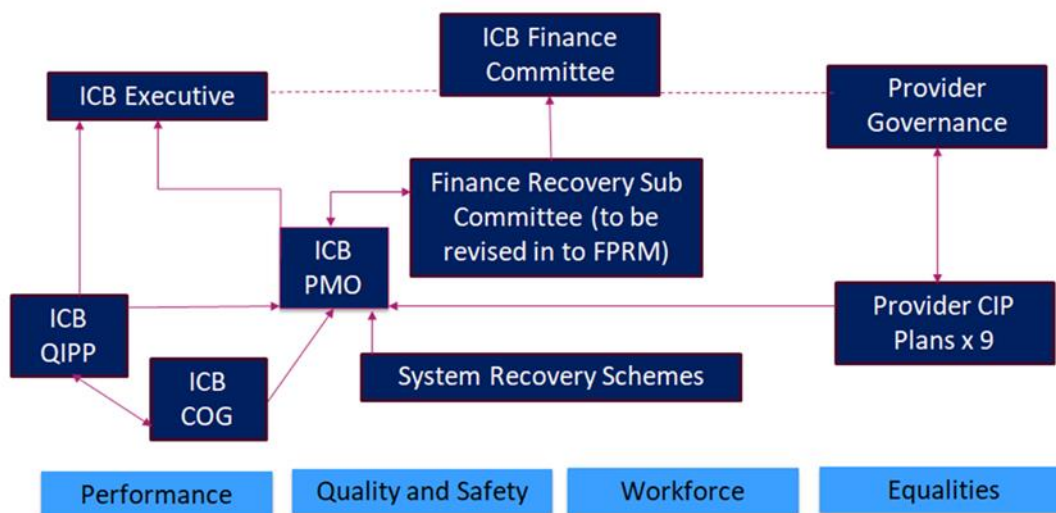 ICB Finance
Committee
ICB Executive
Provider
Governance
Finance Recovery Sub
Committee (to be
revised in to FPRM)
ICB
PMO
ICB
QIPP
Provider CIP
Plans x 9
ICB
COG
System Recovery Schemes
Performance
Quality and Safety
Workforce
Equalities